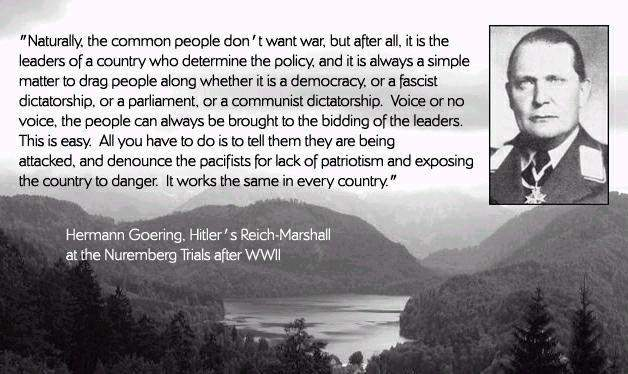 "Naturally, the common people don't want war, but after all, it is the
leaders of a country who determine the policy, and it is always a simple
matter to drag people along whether it is a democracy, or a fascist
dictatorship, or a parliament, or a communist dictatorship. Voice or no
voice, the people can always be brought to the bidding of the leaders.
This is easy. All you have to do is to tell them they are being
attacked, and denounce the pacifists for lack of patriotism and exposing
the country to danger. It works the same in every country."
Hermann Goering, Hitler's Reich-Marshall
at the Nuremberg Trials after WWII